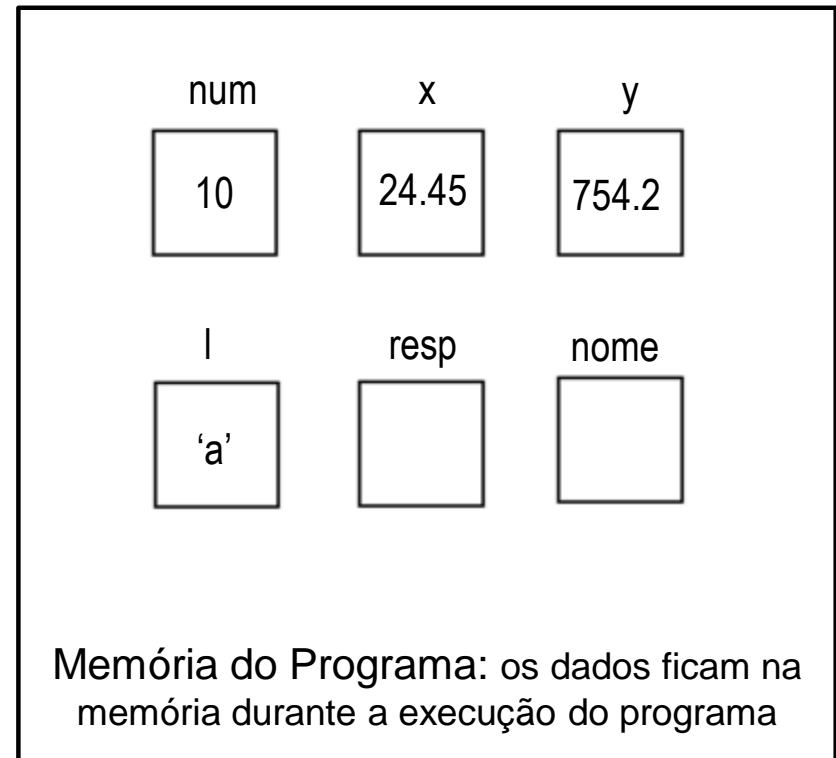 num x y
10 24.45 754.2
l resp nome
‘a’
Memória do Programa: os dados ficam na
memória durante a execução do programa